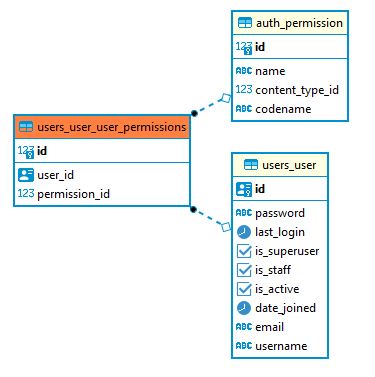 auth_permission
123 id
ABC name
123 content_type_id
ABC codename
users_user_user_permissions
123 id
user_id
123 permission_id
users_user
id
ABC password
last_login
is_superuser
is_staff
is_active
date_joined
ABC email
ABC username